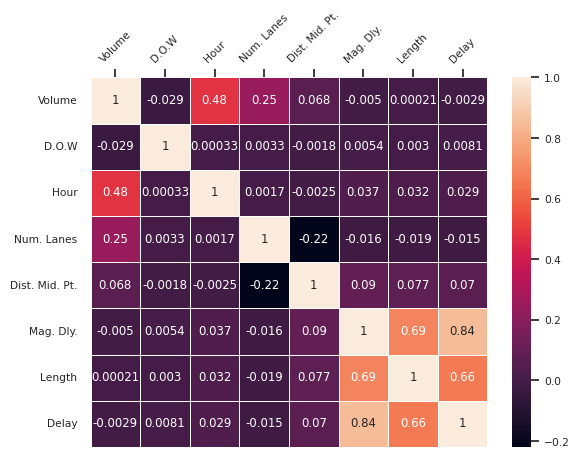 Volume D.O.W Hour Num. Lanes Dist. Mid. Pt. Mag. Dly. Length Delay
Volume 1 -0.029 0.48 0.25 0.068 -0.005 0.00021 -0.0029
D.O.W -0.029 1 0.00033 0.0033 -0.0018 0.0054 0.003 0.0081
Hour 0.48 0.00033 1 0.0017 -0.0025 0.037 0.032 0.029
Num. Lanes 0.25 0.0033 0.0017 1 -0.22 -0.016 -0.019 -0.015
Dist. Mid. Pt. 0.068 -0.0018 -0.0025 -0.22 1 0.09 0.077 0.07
Mag. Dly. -0.005 0.0054 0.037 -0.016 0.09 1 0.69 0.84
Length 0.00021 0.003 0.032 -0.019 0.077 0.69 1 0.66
Delay -0.0029 0.0081 0.029 -0.015 0.07 0.84 0.66 1
1.0
0.8
0.6
0.4
0.2
0.0
−0.2